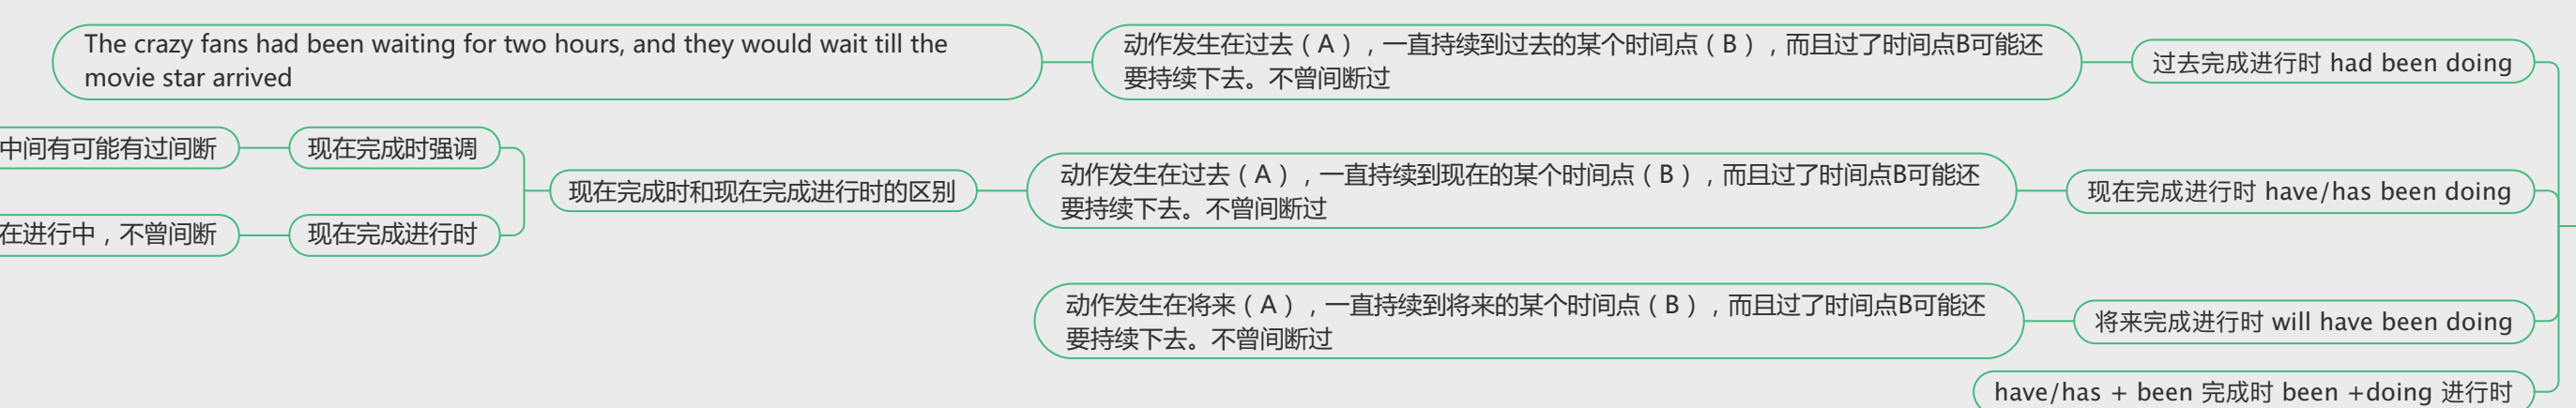 The crazy fans had been waiting for two hours, and they would wait till the
movie star arrived
动作发生在过去（A），一直持续到过去的某个时间点（B），而且过了时间点B可能还
要持续下去。不曾间断过
过去完成进行时 had been doing
中间有可能有过间断
现在完成时强调
在进行中，不曾间断
现在完成进行时
现在完成时和现在完成进行时的区别
动作发生在过去（A），一直持续到现在的某个时间点（B），而且过了时间点B可能还
要持续下去。不曾间断过
现在完成进行时 have/has been doing
动作发生在将来（A），一直持续到将来的某个时间点（B），而且过了时间点B可能还
要持续下去。不曾间断过
将来完成进行时 will have been doing
have/has + been 完成时 been +doing 进行时